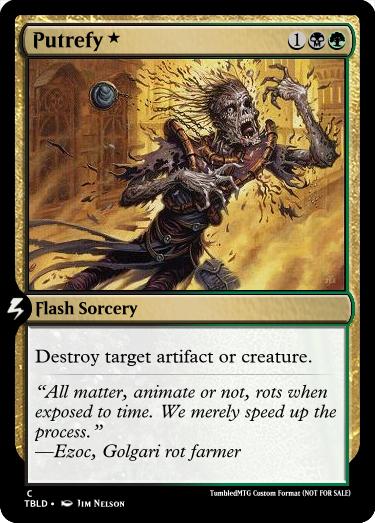 Putrefy ★ 1
Flash Sorcery
Destroy target artifact or creature.
“All matter, animate or not, rots when
exposed to time. We merely speed up the
process.”
—Ezoc, Golgari rot farmer
C
TBLD • Jim Nelson
TumbledMTG Custom Format (NOT FOR SALE)